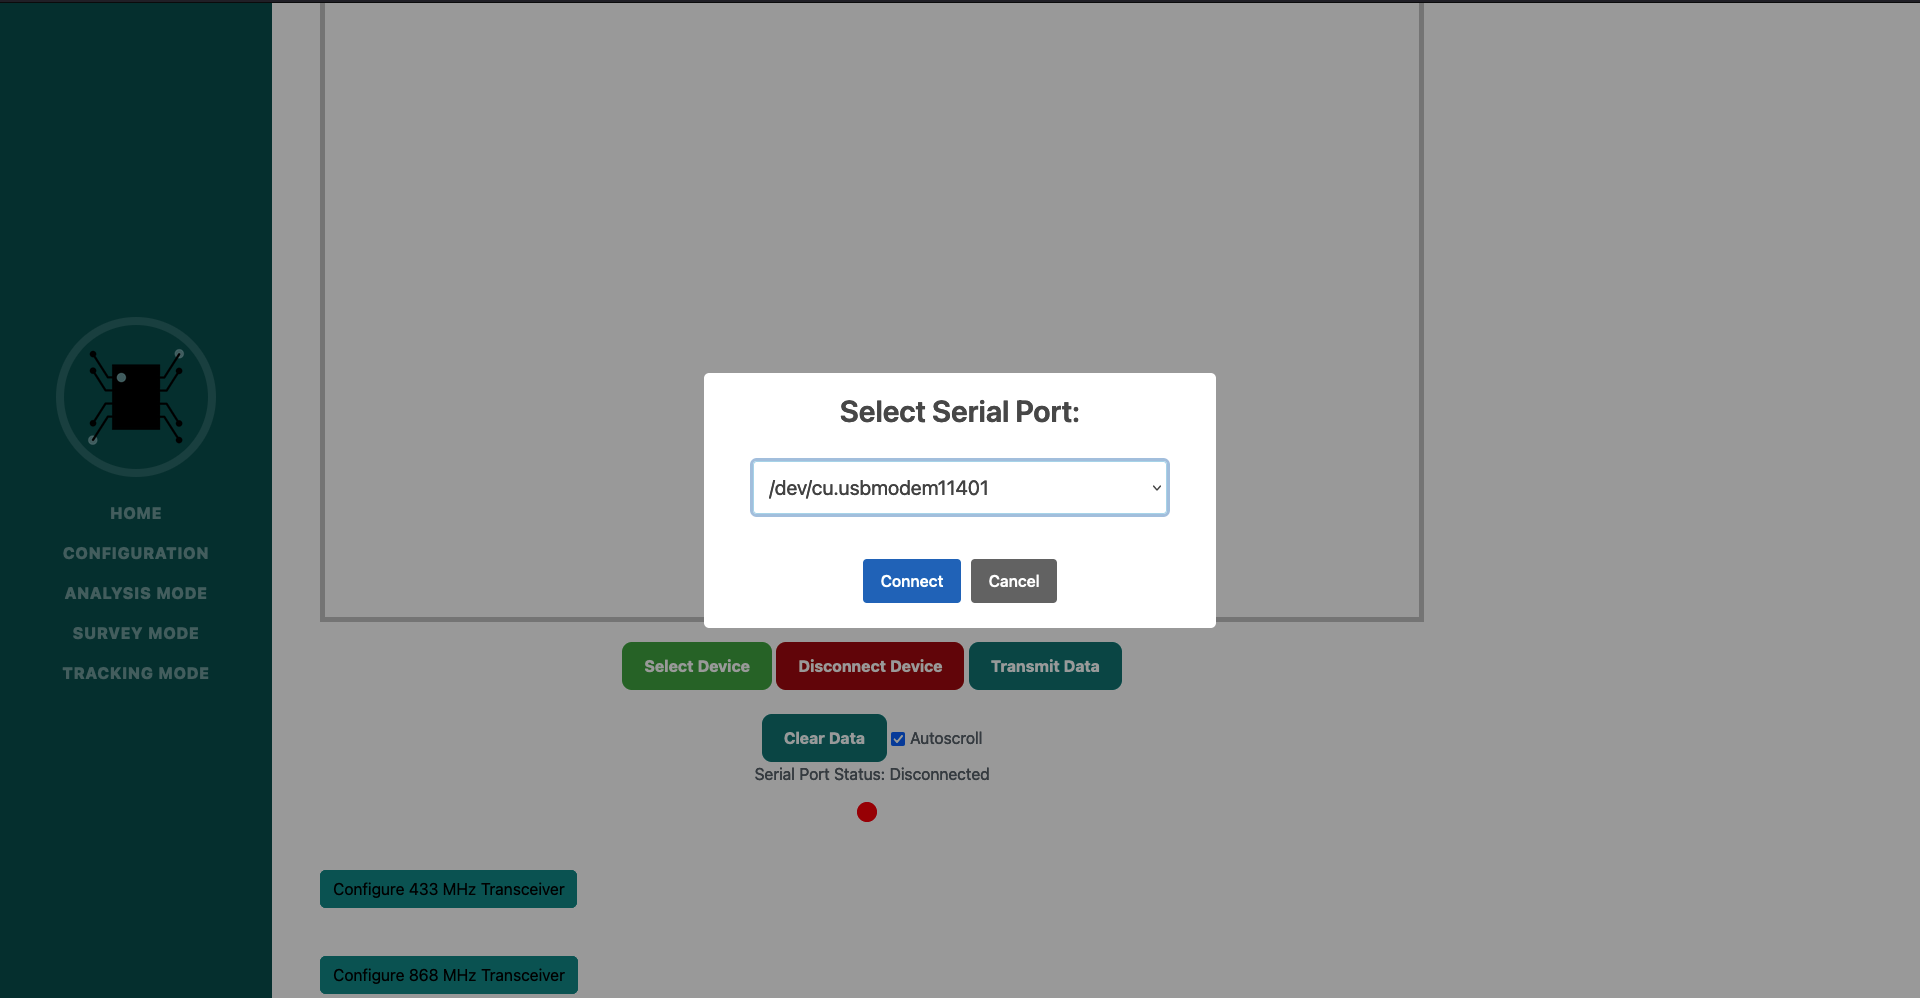 HOME
CONFIGURATION
ANALYSIS MODE
SURVEY MODE
TRACKING MODE
Select Serial Port:
/dev/cu.usbmodem11401
Connect Cancel
Select Device Disconnect Device Transmit Data
Clear Data Autoscroll
Serial Port Status: Disconnected
Configure 433 MHz Transceiver
Configure 868 MHz Transceiver